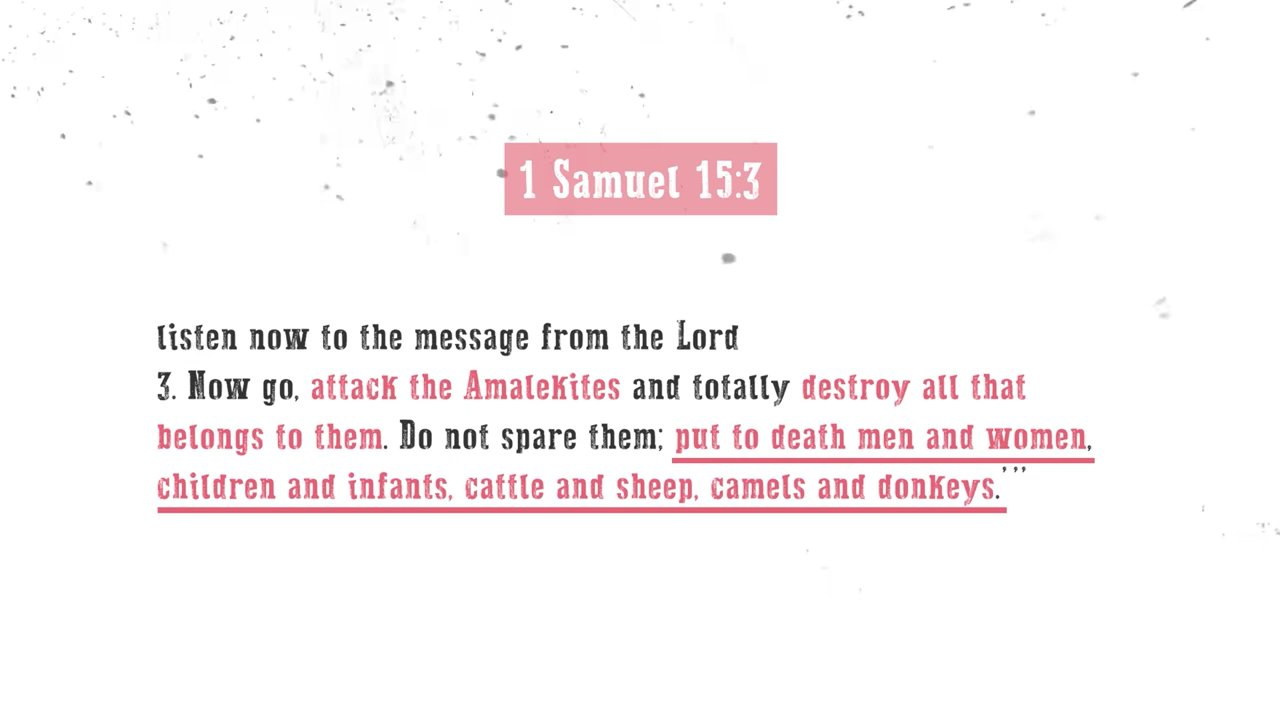 1 Samuel 15:3
listen now to the message from the Lord
3. Now go, attack the Amalekites and totally destroy all that
belongs to them. Do not spare them; put to death men and women,
children and infants, cattle and sheep, camels and donkeys.’’’